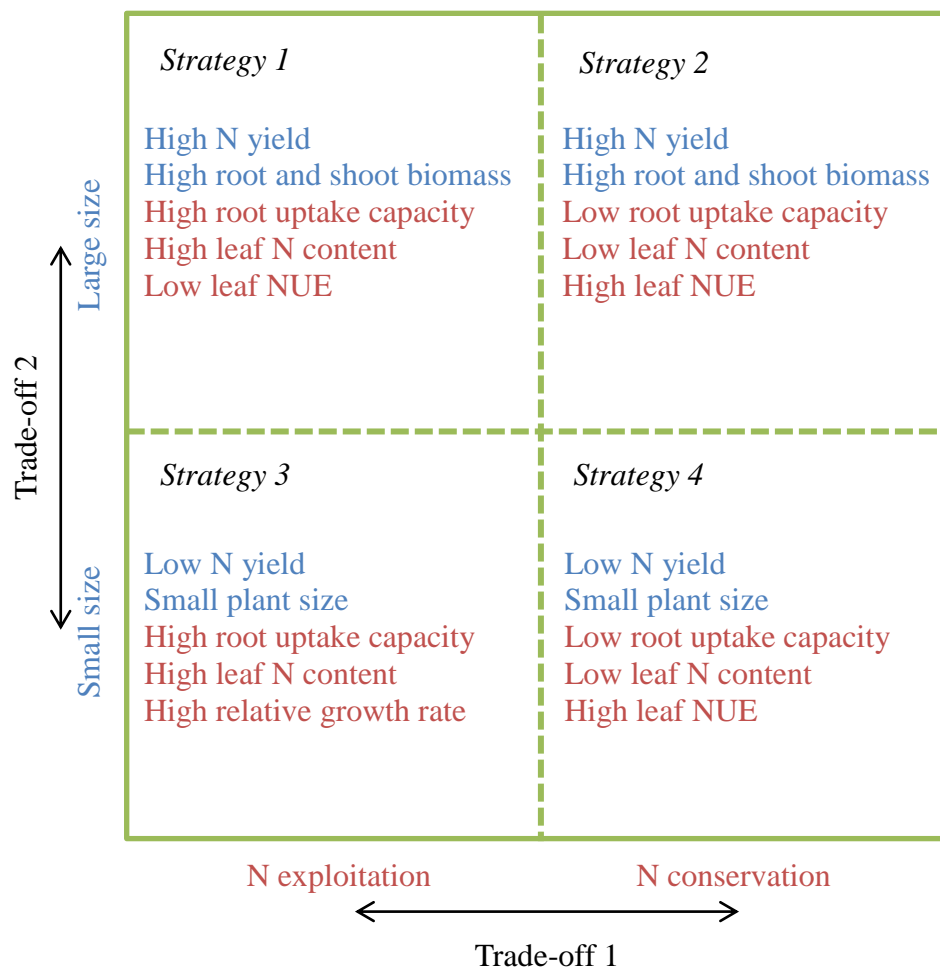 Strategy 1
High N yield
High root and shoot biomass
High root uptake capacity
High leaf N content
Low leaf NUE
Strategy 2
High N yield
High root and shoot biomass
Low root uptake capacity
Low leaf N content
High leaf NUE
Large size
Trade-off 2
Small size
Strategy 3
Low N yield
Small plant size
High root uptake capacity
High leaf N content
High relative growth rate
Strategy 4
Low N yield
Small plant size
Low root uptake capacity
Low leaf N content
High leaf NUE
N exploitation
N conservation
Trade-off 1